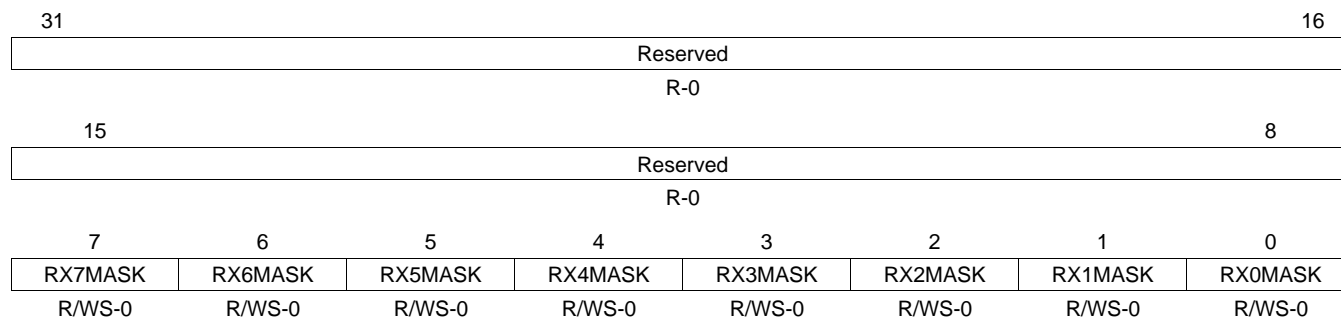 31 16
Reserved
R-0
15 8
Reserved
R-0
7 6 5 4 3 2 1 0
RX7MASK RX6MASK RX5MASK RX4MASK RX3MASK RX2MASK RX1MASK RX0MASK
R/WS-0 R/WS-0 R/WS-0 R/WS-0 R/WS-0 R/WS-0 R/WS-0 R/WS-0